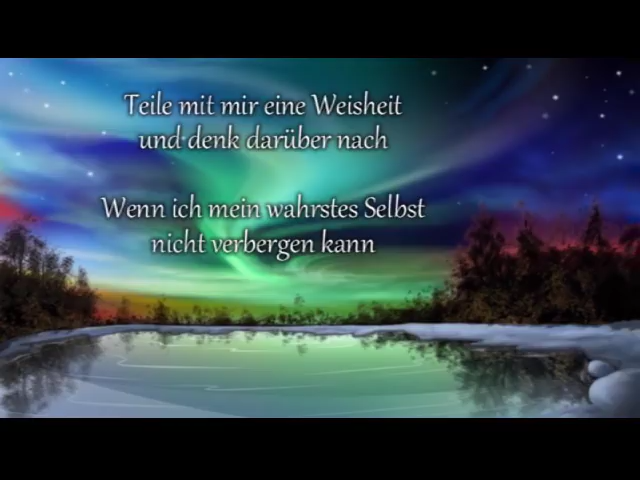 Teile mit mir eine Weisheit
und denk darüber nach
Wenn ich mein wahrstes Selbst
nicht verbergen kann